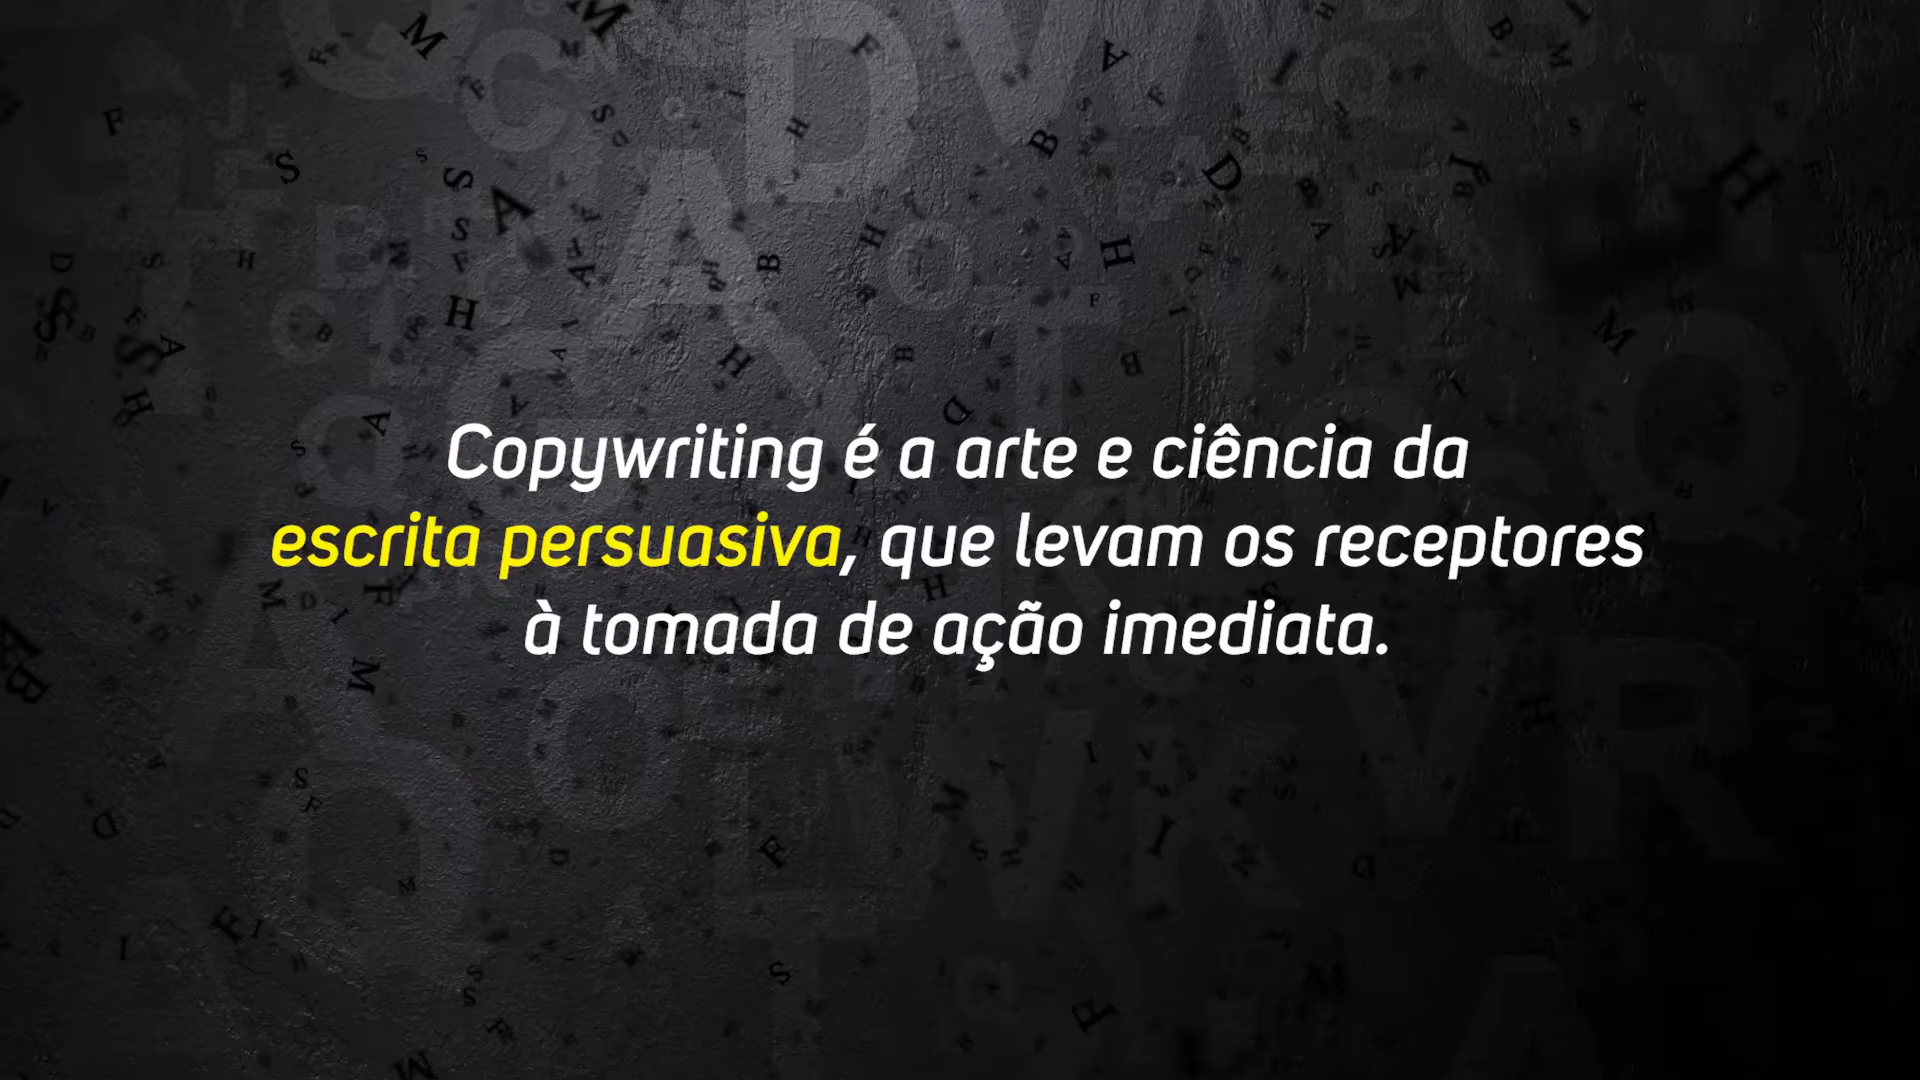 Copywriting é a arte e ciência da
escrita persuasiva, que levam os receptores
à tomada de ação imediata.